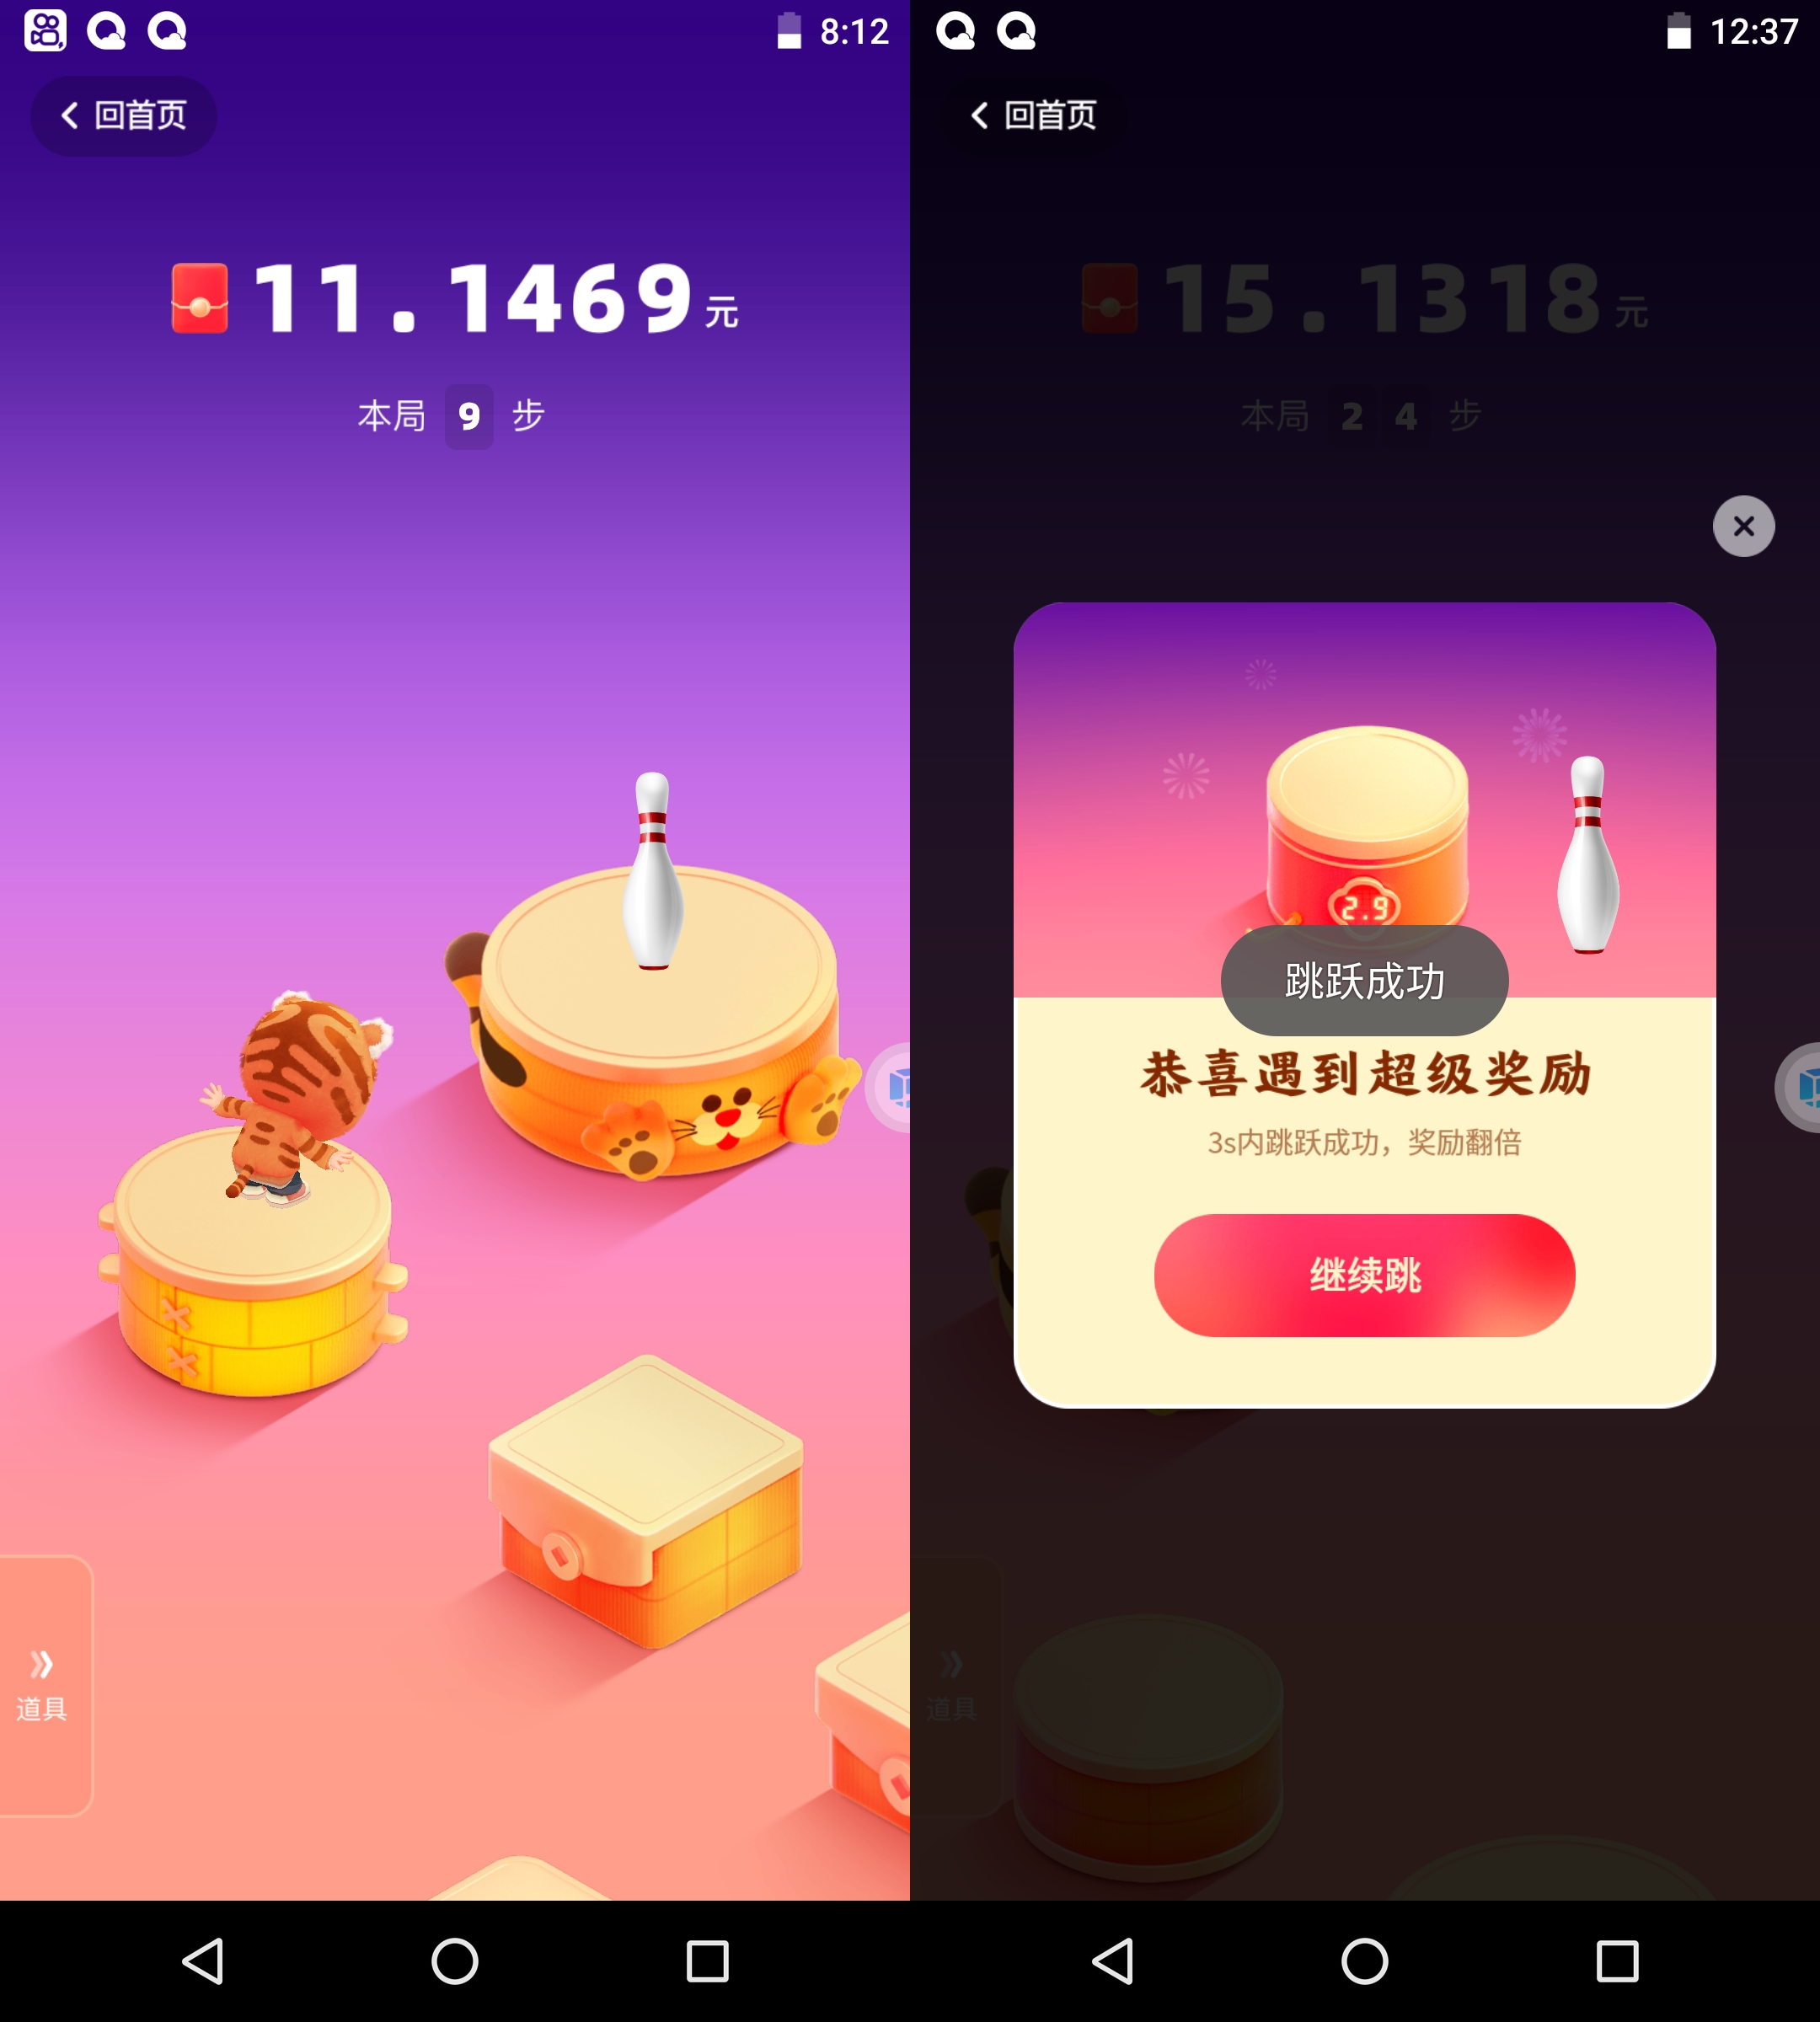 8:12
回首页
11.1469元
本局 9 步
道具
12:37
回首页
15.1318元
本局 2 4 步
2.9
跳跃成功
恭喜遇到超级奖励
3s内跳跃成功，奖励翻倍
继续跳
道具